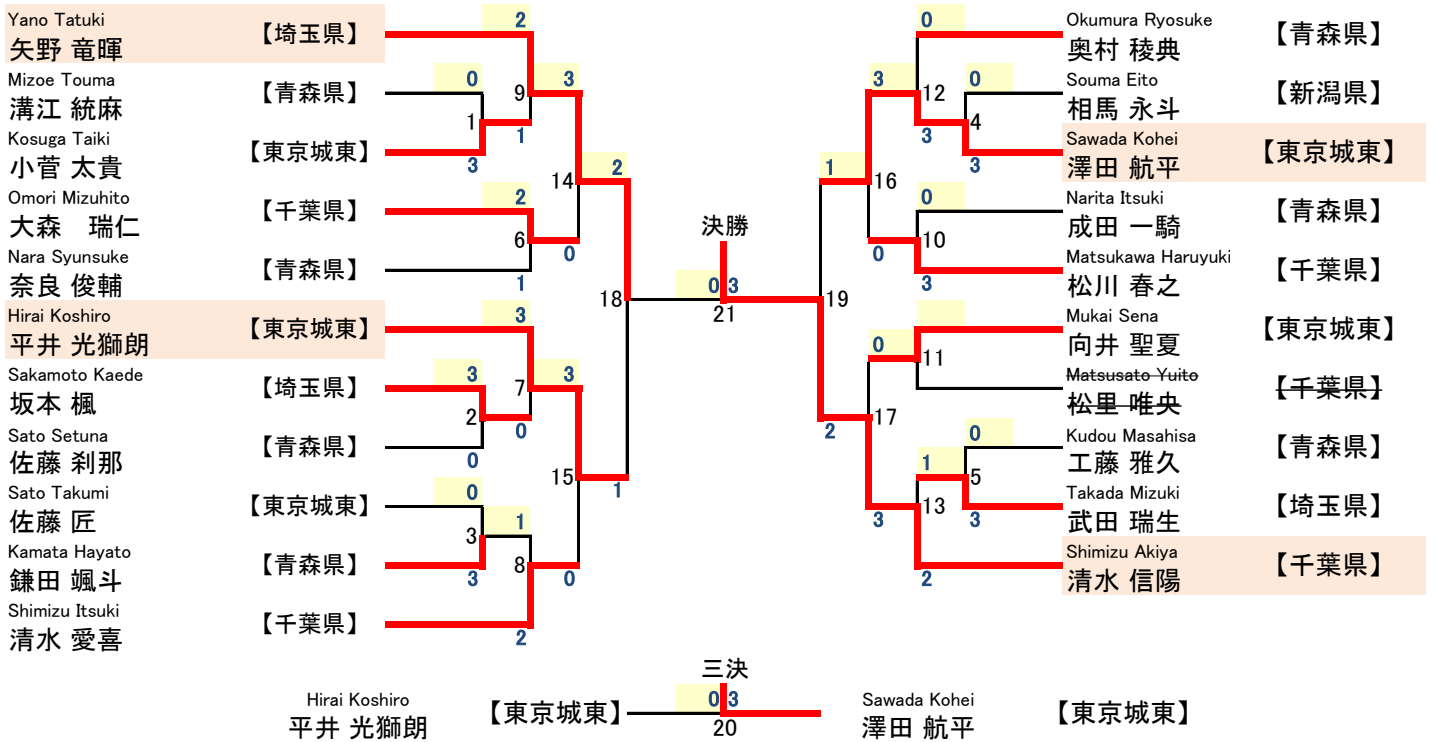 Yano Tatuki
矢野 竜暉
【埼玉県】
2
Mizoe Touma
溝江 統麻
【青森県】
0
9
3
1
Kosuga Taiki
小菅 太貴
【東京城東】
3
1
14
2
Omori Mizuhito
大森　瑞仁
【千葉県】
2
6
0
Nara Syunsuke
奈良 俊輔
【青森県】
1
18
Hirai Koshiro
平井 光獅朗
【東京城東】
3
Sakamoto Kaede
坂本 楓
【埼玉県】
3
7
3
2
0
Sato Setuna
佐藤 刹那
【青森県】
0
15
1
Sato Takumi
佐藤 匠
【東京城東】
0
3
1
Kamata Hayato
鎌田 颯斗
【青森県】
3
8
0
Shimizu Itsuki
清水 愛喜
【千葉県】
2
決勝
0 3
21
0
Okumura Ryosuke
奥村 稜典
【青森県】
3
12
0
Souma Eito
相馬 永斗
【新潟県】
4
3
3
Sawada Kohei
澤田 航平
【東京城東】
1
16
0
Narita Itsuki
成田 一騎
【青森県】
10
0
3
Matsukawa Haruyuki
松川 春之
【千葉県】
19
Mukai Sena
向井 聖夏
【東京城東】
0
11
Matsusato Yuito
松里 唯央
【千葉県】
2
17
0
Kudou Masahisa
工藤 雅久
【青森県】
1
5
Takada Mizuki
武田 瑞生
【埼玉県】
3
13
3
Shimizu Akiya
清水 信陽
【千葉県】
2
三決
Hirai Koshiro
平井 光獅朗
【東京城東】
0 3
20
Sawada Kohei
澤田 航平
【東京城東】